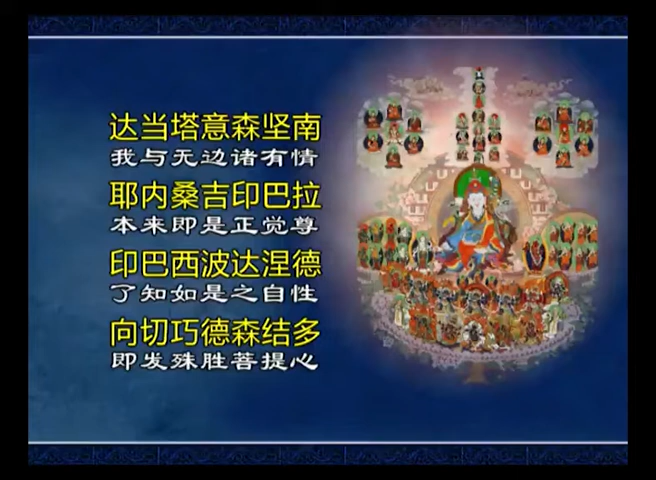 达当塔意森坚南
我与无边诸有情
耶内桑吉印巴拉
本来即是正觉尊
印巴西波达涅德
了知如是之自性
向切巧德森结多
即发殊胜菩提心